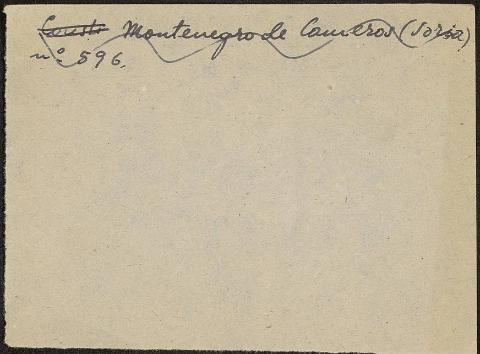 Montenegro de Cameros (Soria)
nº 596.